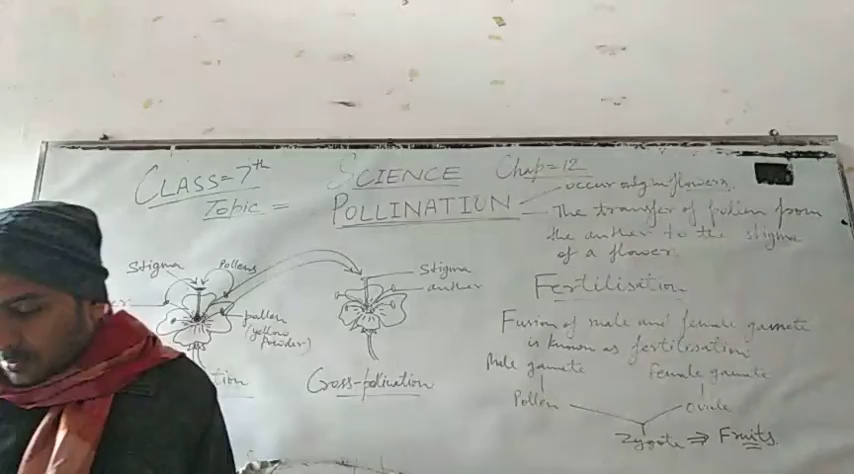 CLASS=7th SCIENCE Chap=12
Topic = POLLINATION
occur only in flowers.
The transfer of pollen from
the anther to the stigma
of a flower.
Stigma Pollens
pollen
(yellow
powder)
tion
Stigma
anther
Cross-pollination
Fertilisation
Fusion of male and female gamete
is known as fertilisation
Male gamete Female gamete
Pollen Ovule
Zygote ⇒ Fruits.